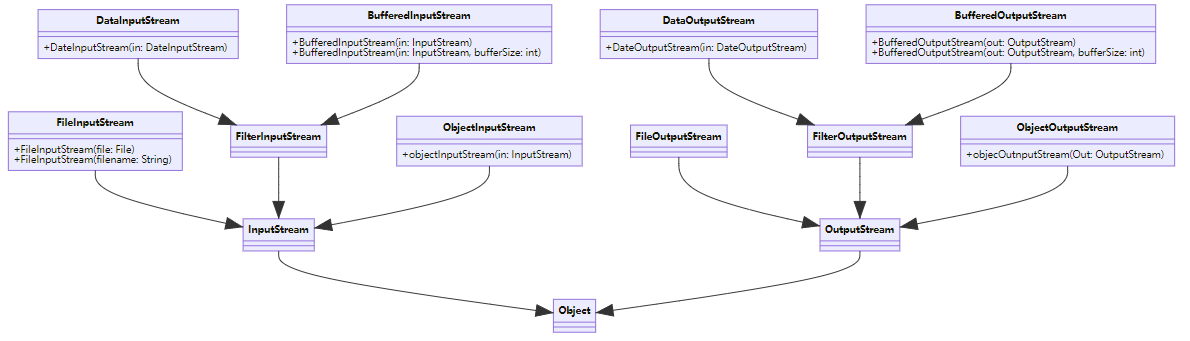 DataInputStream
+DateInputStream(in: DateInputStream)
BufferedInputStream
+BufferedInputStream(in: InputStream)
+BufferedInputStream(in: InputStream, bufferSize: int)
DataOutputStream
+DateOutputStream(in: DateOutputStream)
BufferedOutputStream
+BufferedOutputStream(out: OutputStream)
+BufferedOutputStream(out: OutputStream, bufferSize: int)
FileInputStream
+FileInputStream(file: File)
+FileInputStream(filename: String)
FilterInputStream
ObjectInputStream
+objectInputStream(in: InputStream)
FileOutputStream
FilterOutputStream
ObjectOutputStream
+objecOutnputStream(Out: OutputStream)
InputStream
OutputStream
Object